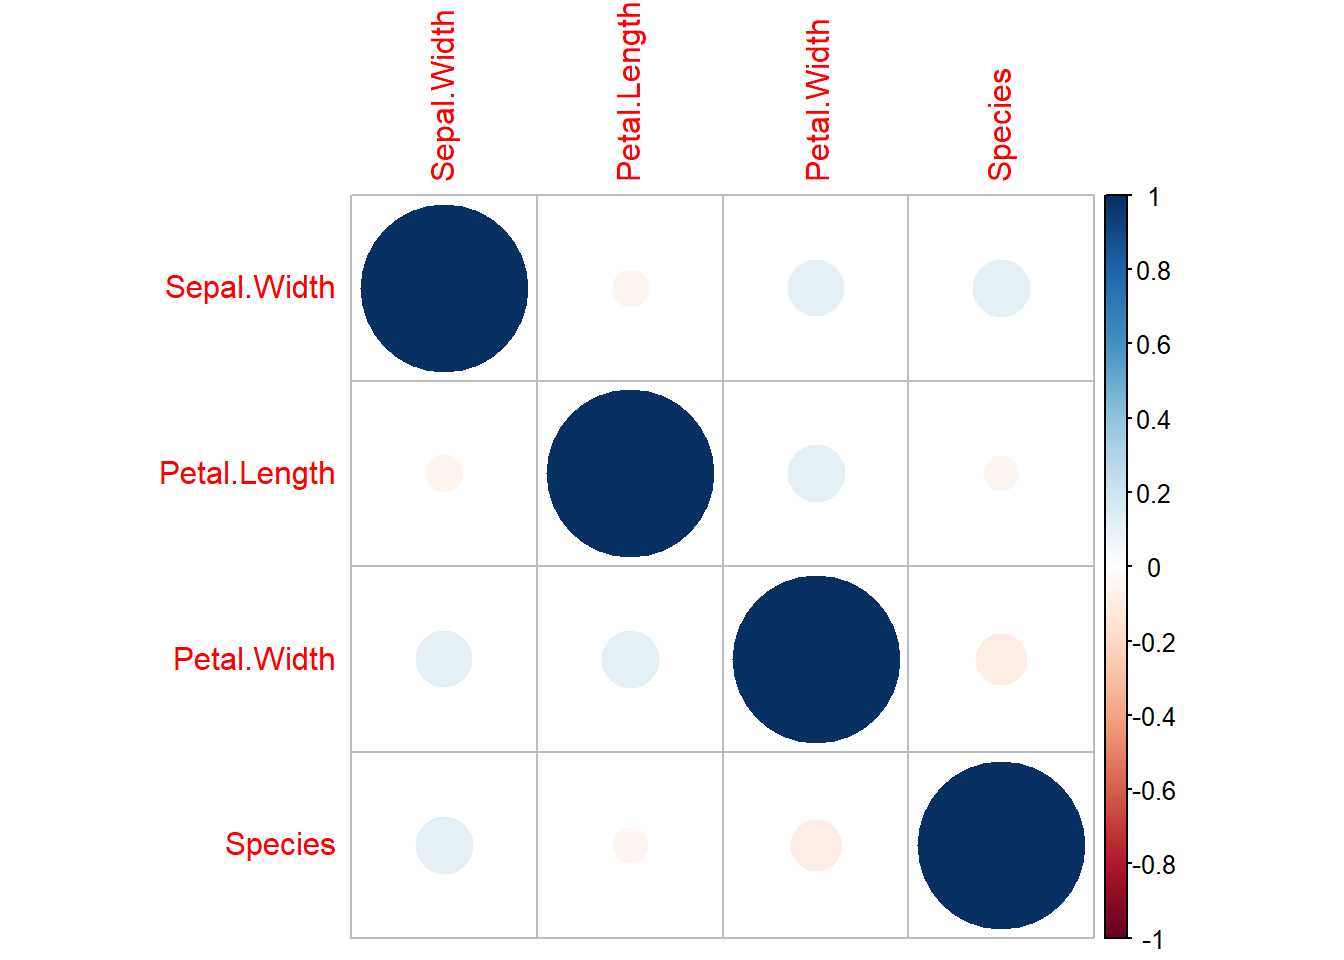 Sepal.Width
Petal.Length
Petal.Width
Species
Sepal.Width
Petal.Length
Petal.Width
Species
1
0.8
0.6
0.4
0.2
0
-0.2
-0.4
-0.6
-0.8
-1